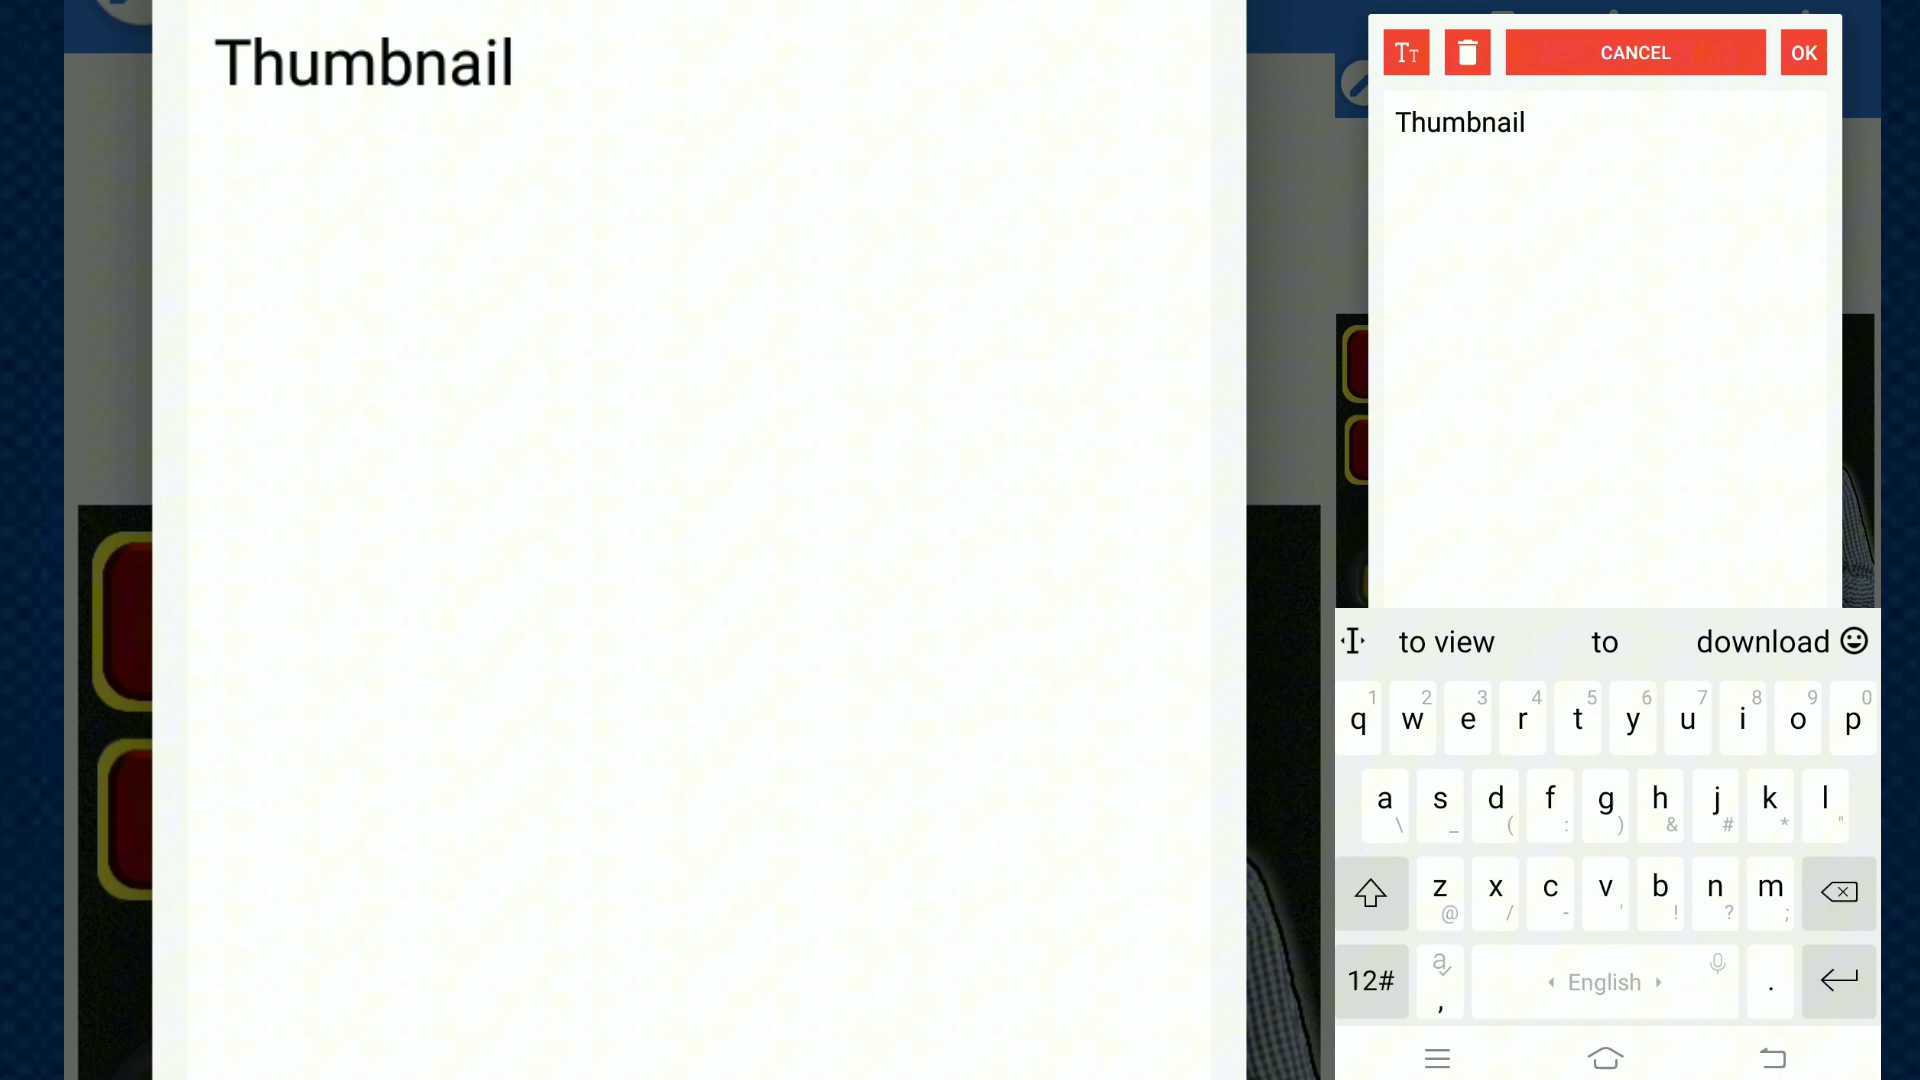 Thumbnail
Tт CANCEL OK
Thumbnail
to view to download
1 2 3 4 5 6 7 8 9 0
q w e r t y u i o p
a s d f g h j k l
\ _ ( : ) & # * "
z x c v b n m
@ / - ' ! ? ;
12# a , English .